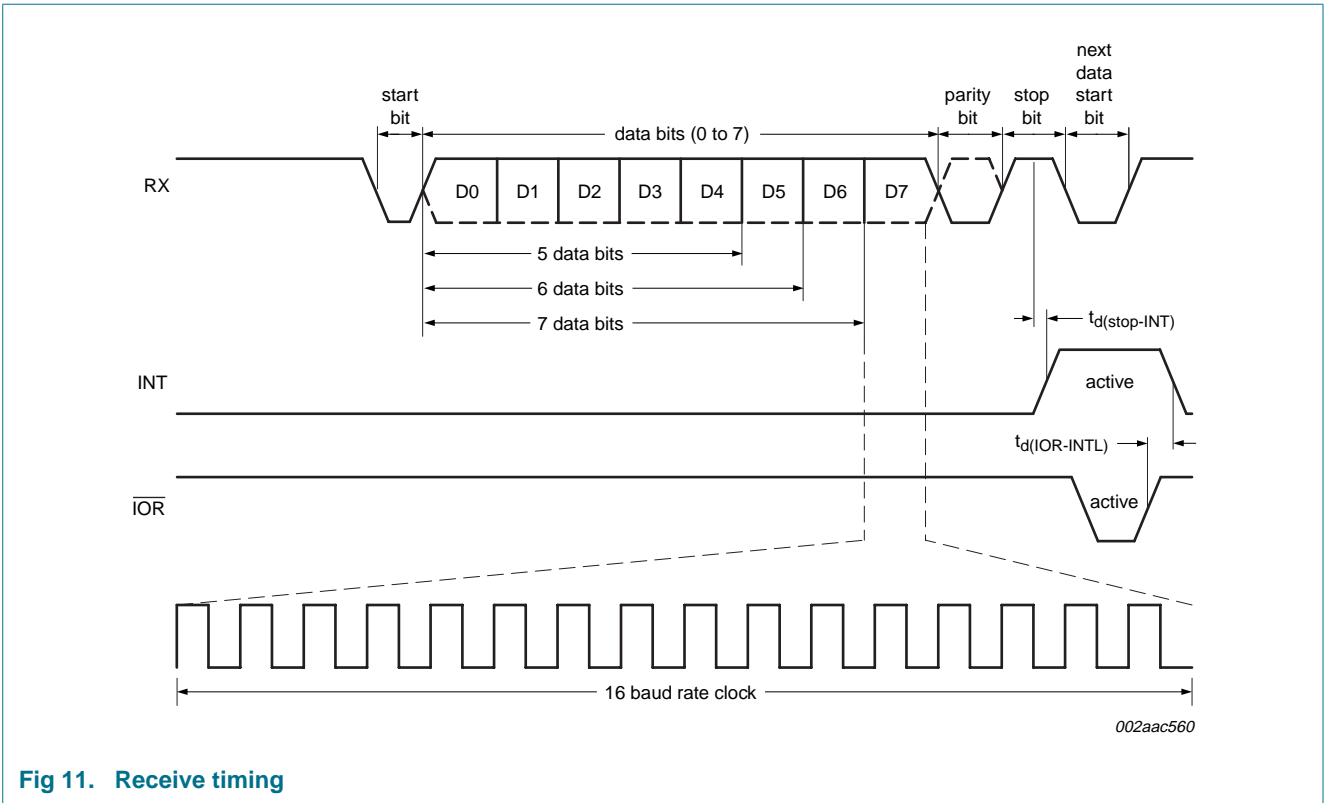 next
data
start
bit
start
bit
parity
bit
stop
bit
data bits (0 to 7)
RX
D0 D1 D2 D3 D4 D5 D6 D7
5 data bits
6 data bits
7 data bits
td(stop-INT)
INT
active
td(IOR-INTL)
IOR
active
16 baud rate clock
002aac560
Fig 11. Receive timing